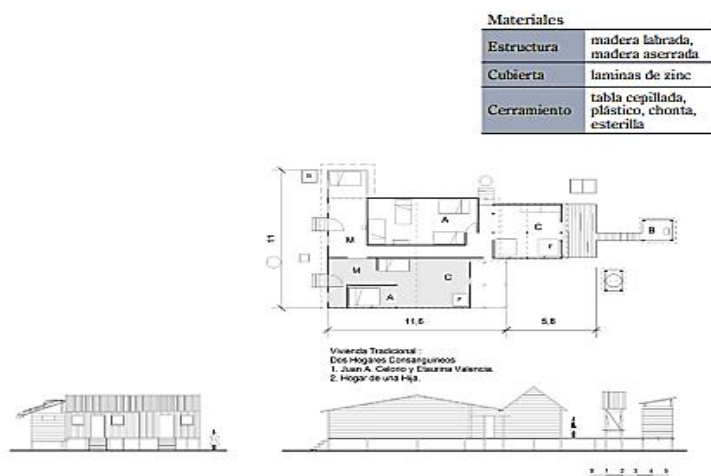 Materiales
Estructura
madera labrada,
madera aserrada
Cubierta
laminas de zinc
Cerramiento
tabla cepillada,
plástico, chonta,
esterilla
11
M
A
C
B
M
A
C
F
F
11,6
5,8
Vivienda Tradicional :
Dos Hogares Consanguineos
1. Juan A. Celorio y Etaurina Valencia.
2. Hogar de una Hija.
0 1 2 3 4 5